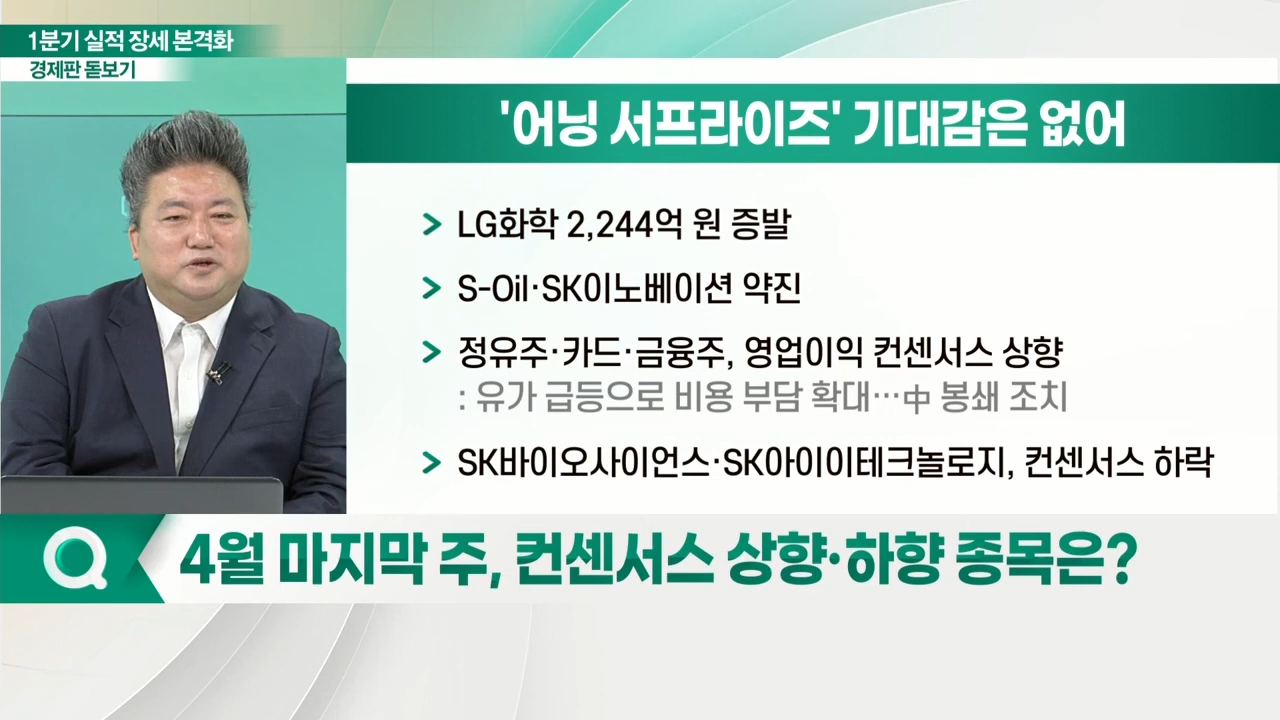 1분기 실적 장세 본격화
경제판 돋보기
'어닝 서프라이즈' 기대감은 없어
> LG화학 2,244억 원 증발
> S-Oil·SK이노베이션 약진
> 정유주·카드·금융주, 영업이익 컨센서스 상향
: 유가 급등으로 비용 부담 확대…中 봉쇄 조치
> SK바이오사이언스·SK아이이테크놀로지, 컨센서스 하락
Q 4월 마지막 주, 컨센서스 상향·하향 종목은?